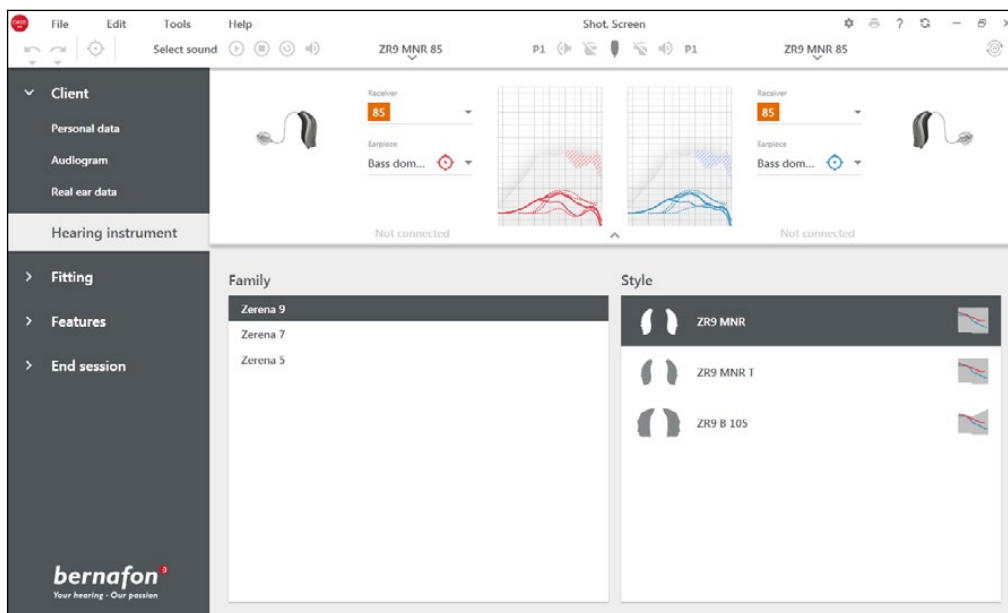 File Edit Tools Help Shot. Screen ?
Select sound ZR9 MNR 85 P1 P1 ZR9 MNR 85
Client
Personal data
Audiogram
Real ear data
Hearing instrument
Fitting
Features
End session
Receiver
85
Earpiece
Bass dom...
Not connected
Receiver
85
Earpiece
Bass dom...
Not connected
Family
Zerena 9
Zerena 7
Zerena 5
Style
ZR9 MNR
ZR9 MNR T
ZR9 B 105
bernafon
Your hearing · Our passion